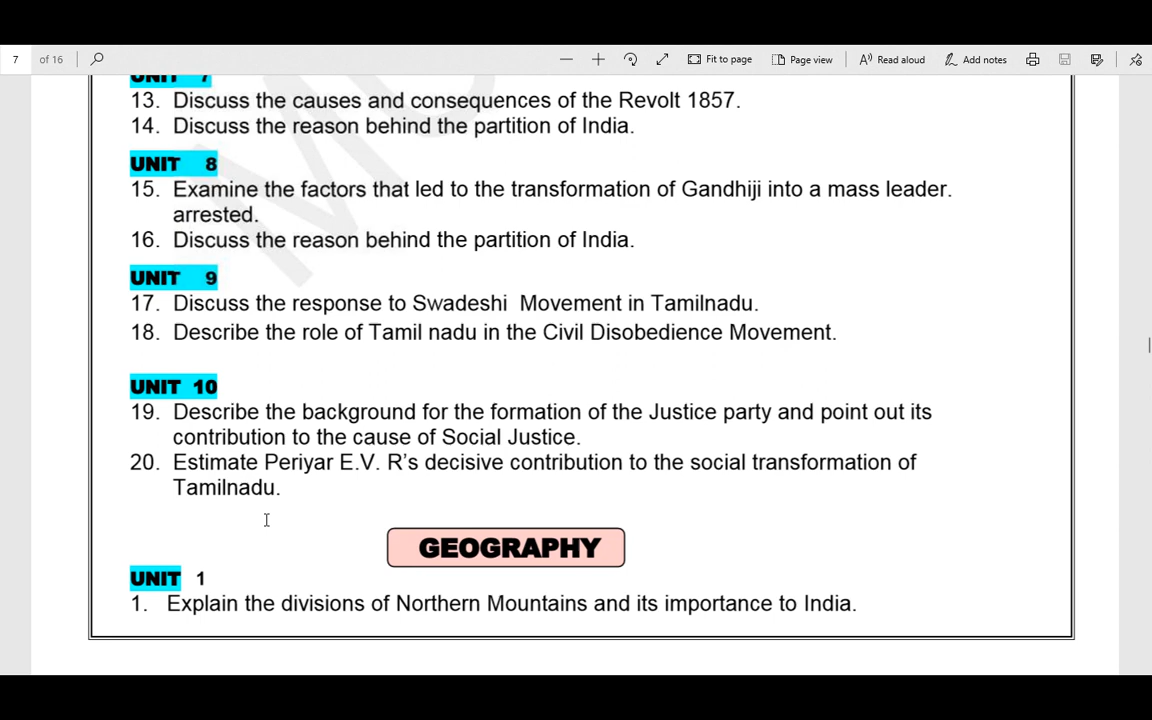 7 of 16 Fit to page Page view Read aloud Add notes
UNIT 7
13. Discuss the causes and consequences of the Revolt 1857.
14. Discuss the reason behind the partition of India.
UNIT 8
15. Examine the factors that led to the transformation of Gandhiji into a mass leader.
arrested.
16. Discuss the reason behind the partition of India.
UNIT 9
17. Discuss the response to Swadeshi Movement in Tamilnadu.
18. Describe the role of Tamil nadu in the Civil Disobedience Movement.
UNIT 10
19. Describe the background for the formation of the Justice party and point out its
contribution to the cause of Social Justice.
20. Estimate Periyar E.V. R's decisive contribution to the social transformation of
Tamilnadu.
GEOGRAPHY
UNIT 1
1. Explain the divisions of Northern Mountains and its importance to India.